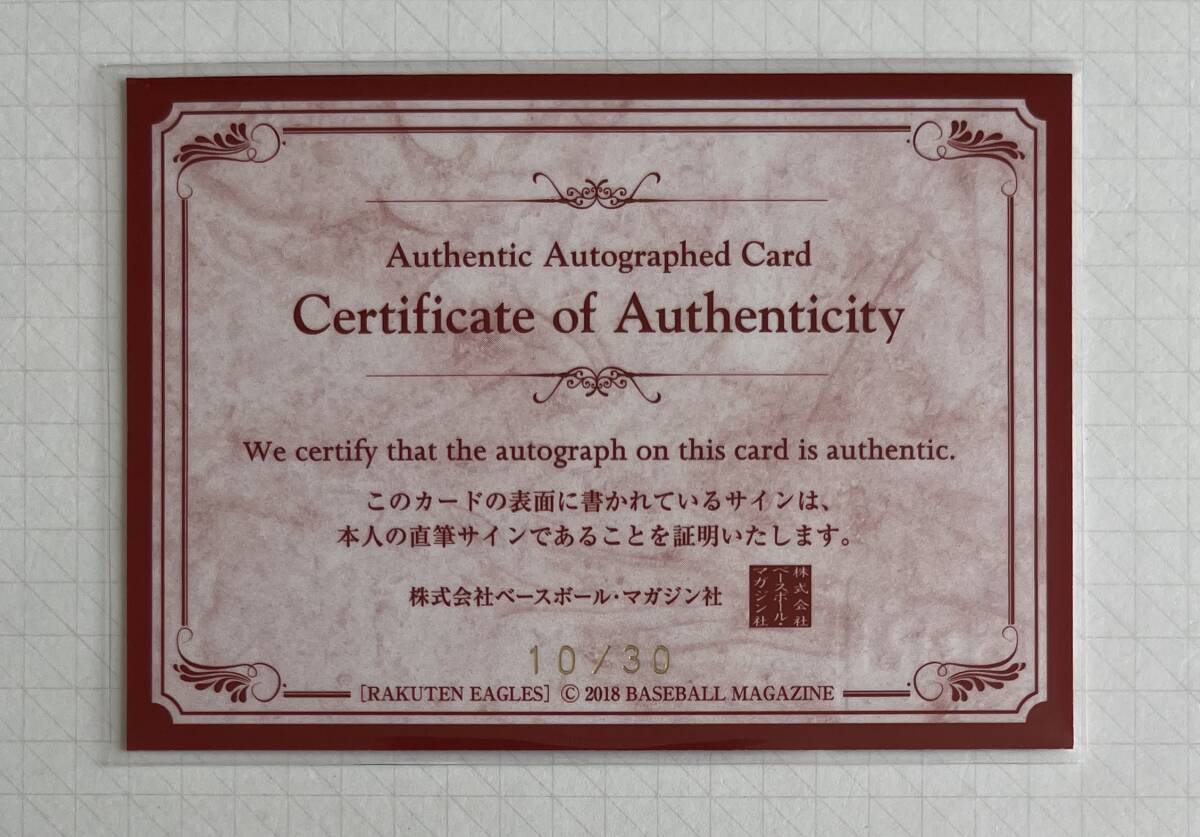 Authentic Autographed Card
Certificate of Authenticity
We certify that the autograph on this card is authentic.
このカードの表面に書かれているサインは、
本人の直筆サインであることを証明いたします。
株式会社ベースボール・マガジン社
株式会社
ベースボール・
マガジン社
10/30
[RAKUTEN EAGLES] © 2018 BASEBALL MAGAZINE